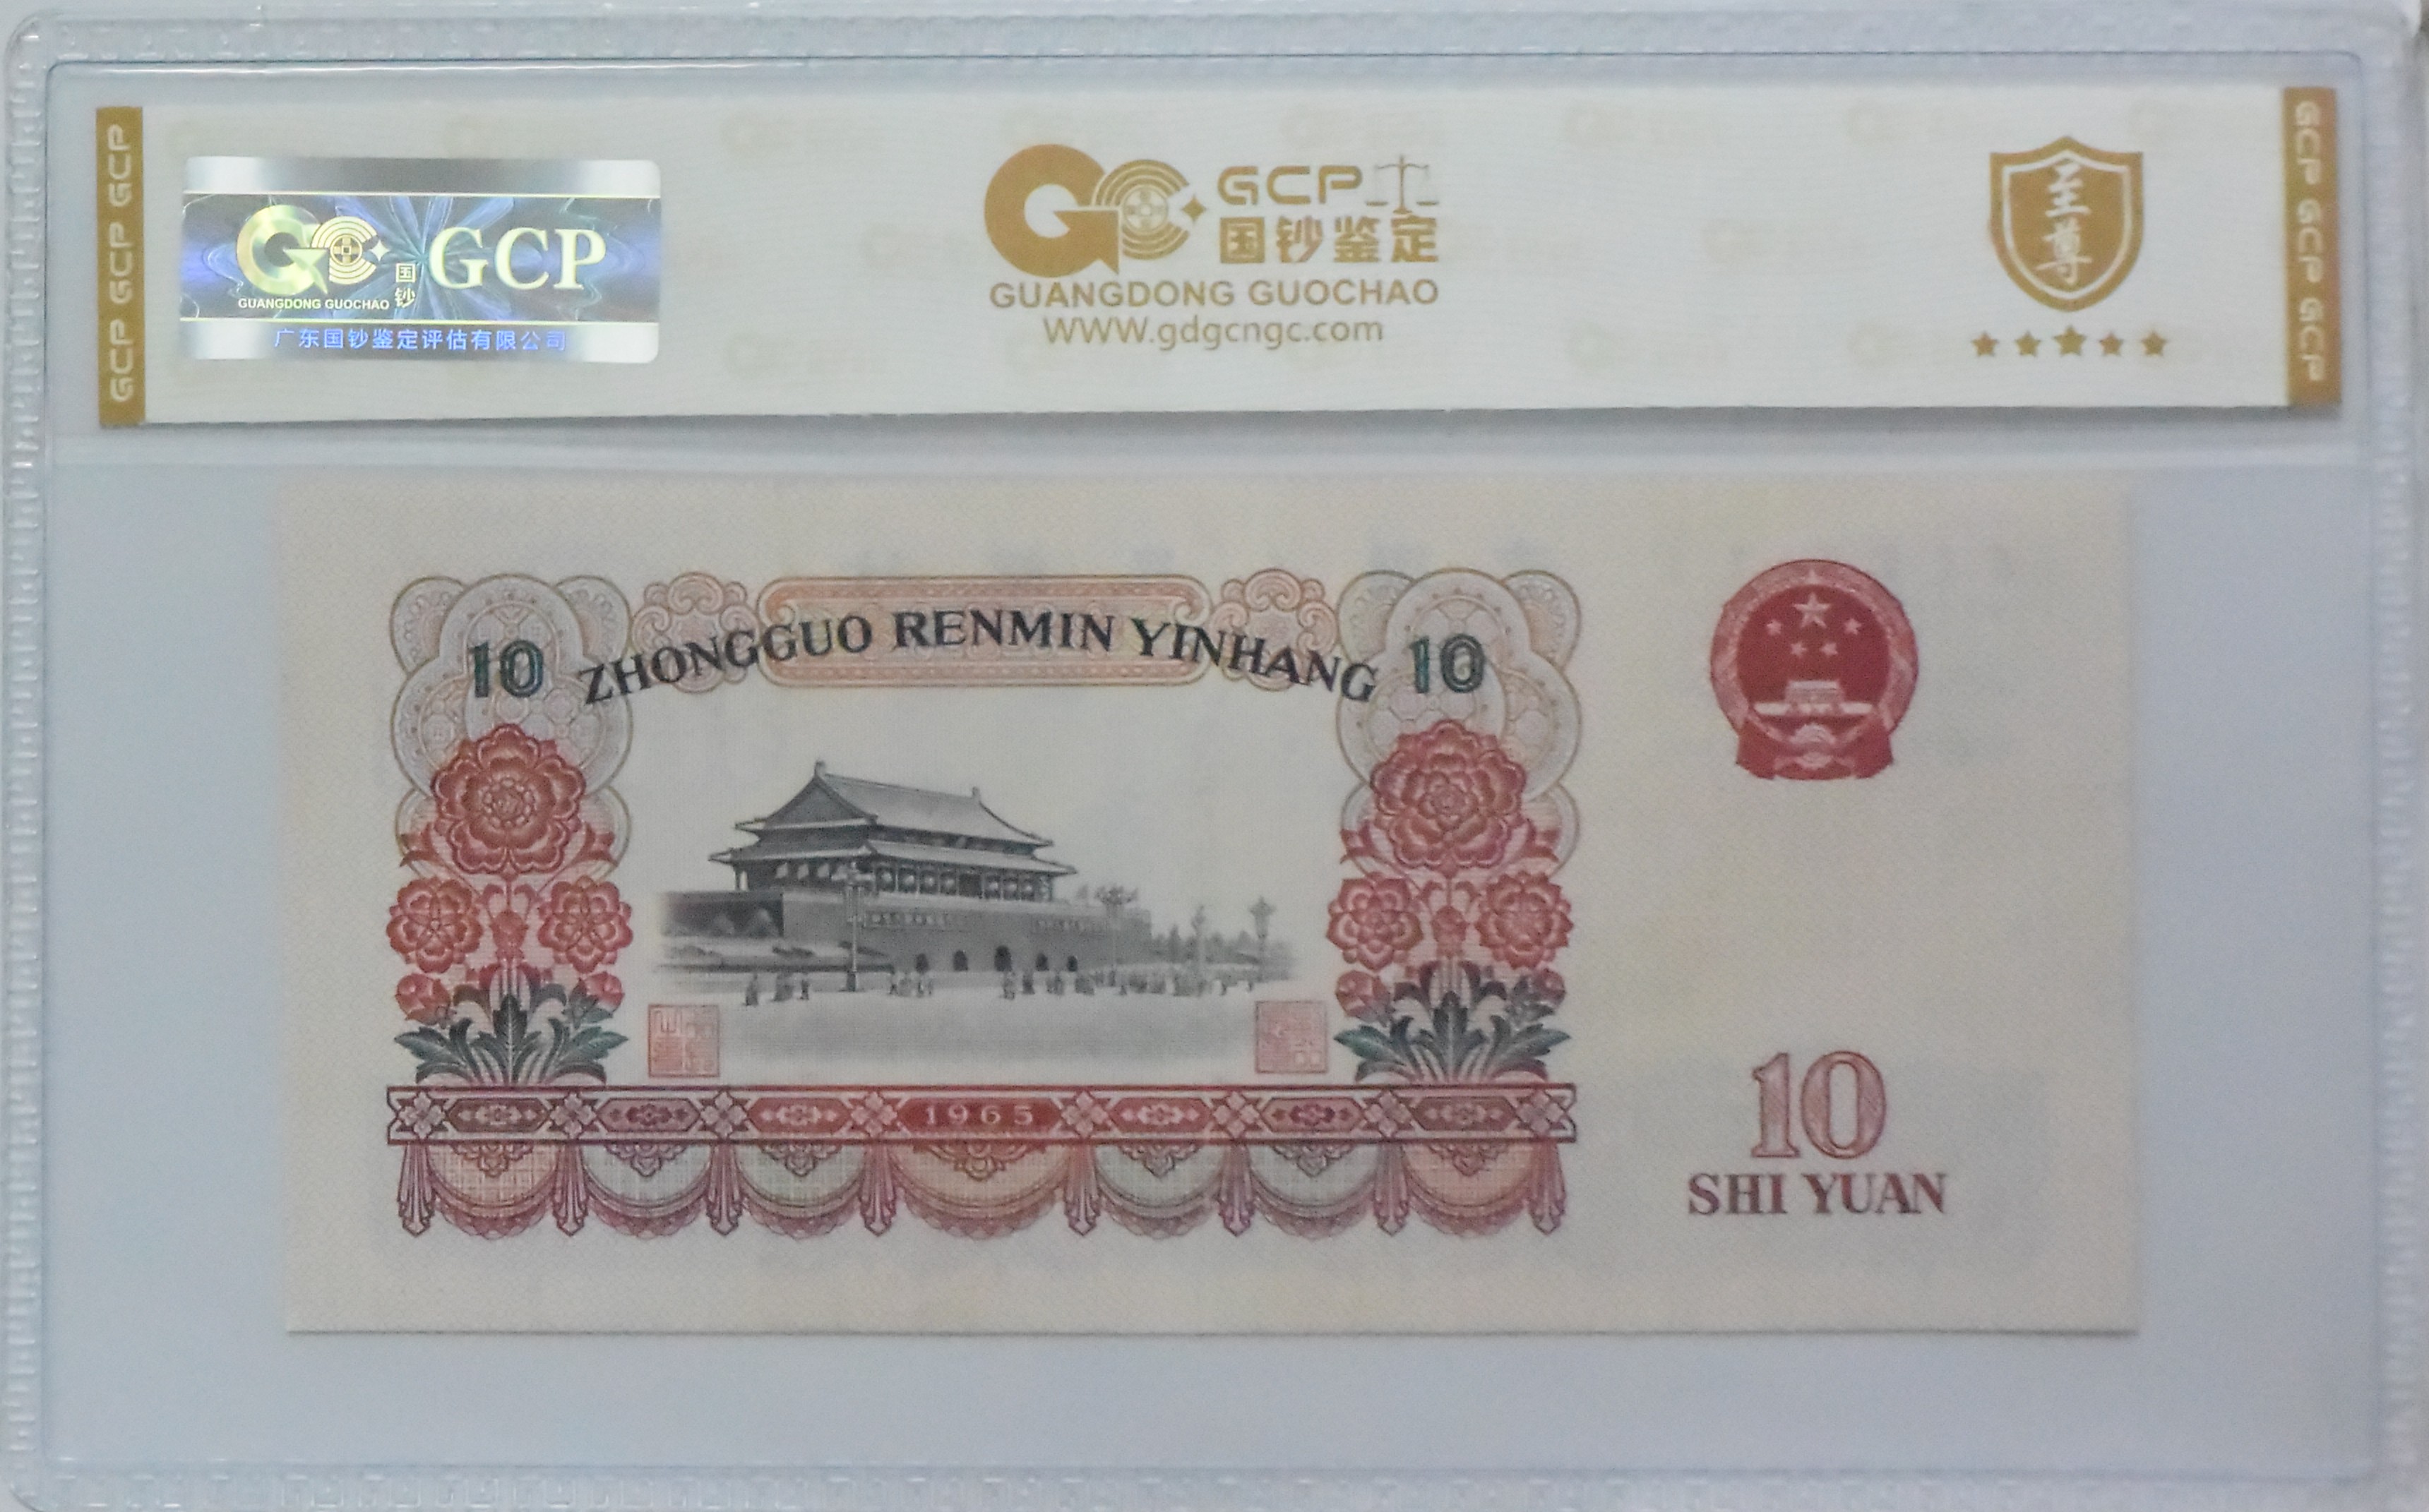 GCP GCP GCP
GUANGDONG GUOCHAO
国钞
GCP
广东国钞鉴定评估有限公司
GCP
国钞鉴定
GUANGDONG GUOCHAO
WWW.gdgcngc.com
至尊
GCP GCP GCP
10 ZHONGGUO RENMIN YINHANG 10
1965
10
SHI YUAN